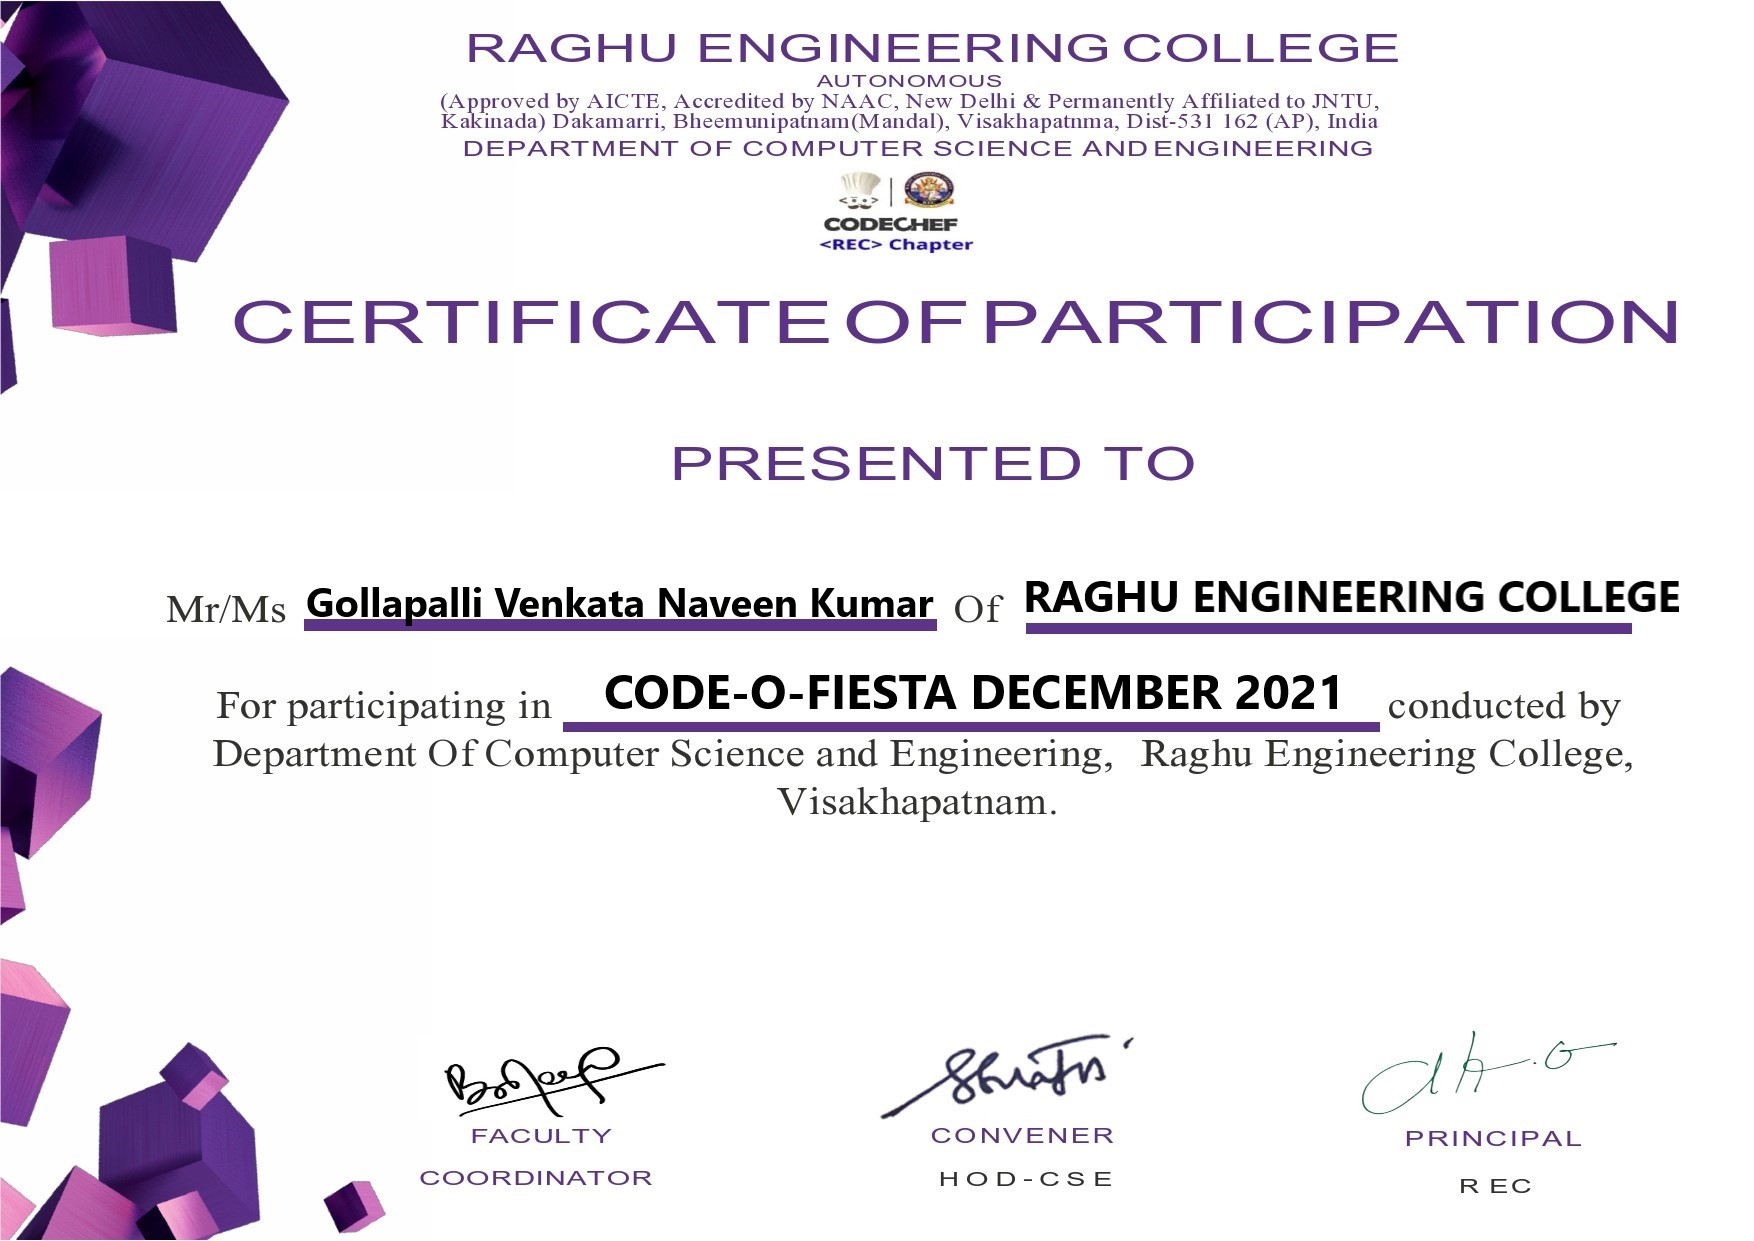 RAGHU ENGINEERING COLLEGE
AUTONOMOUS
(Approved by AICTE, Accredited by NAAC, New Delhi & Permanently Affiliated to JNTU,
Kakinada) Dakamarri, Bheemunipatnam(Mandal), Visakhapatnma, Dist-531 162 (AP), India
DEPARTMENT OF COMPUTER SCIENCE AND ENGINEERING
CODECHEF
<REC> Chapter
CERTIFICATE OF PARTICIPATION
PRESENTED TO
Mr/Ms Gollapalli Venkata Naveen Kumar Of RAGHU ENGINEERING COLLEGE
For participating in CODE-O-FIESTA DECEMBER 2021 conducted by
Department Of Computer Science and Engineering, Raghu Engineering College,
Visakhapatnam.
FACULTY CONVENER PRINCIPAL
COORDINATOR HOD-CSE REC